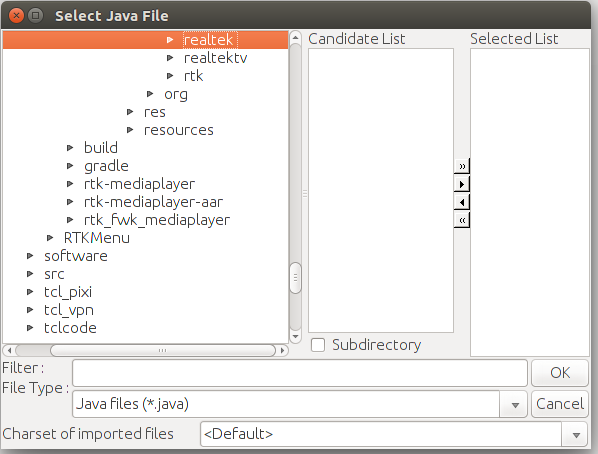 Select Java File
realtek
realtektv
rtk
org
res
resources
build
gradle
rtk-mediaplayer
rtk-mediaplayer-aar
rtk_fwk_mediaplayer
RTKMenu
software
src
tcl_pixi
tcl_vpn
tclcode
Candidate List
Selected List
»
«
Subdirectory
Filter :
OK
File Type :
Java files (*.java)
Cancel
Charset of imported files
<Default>